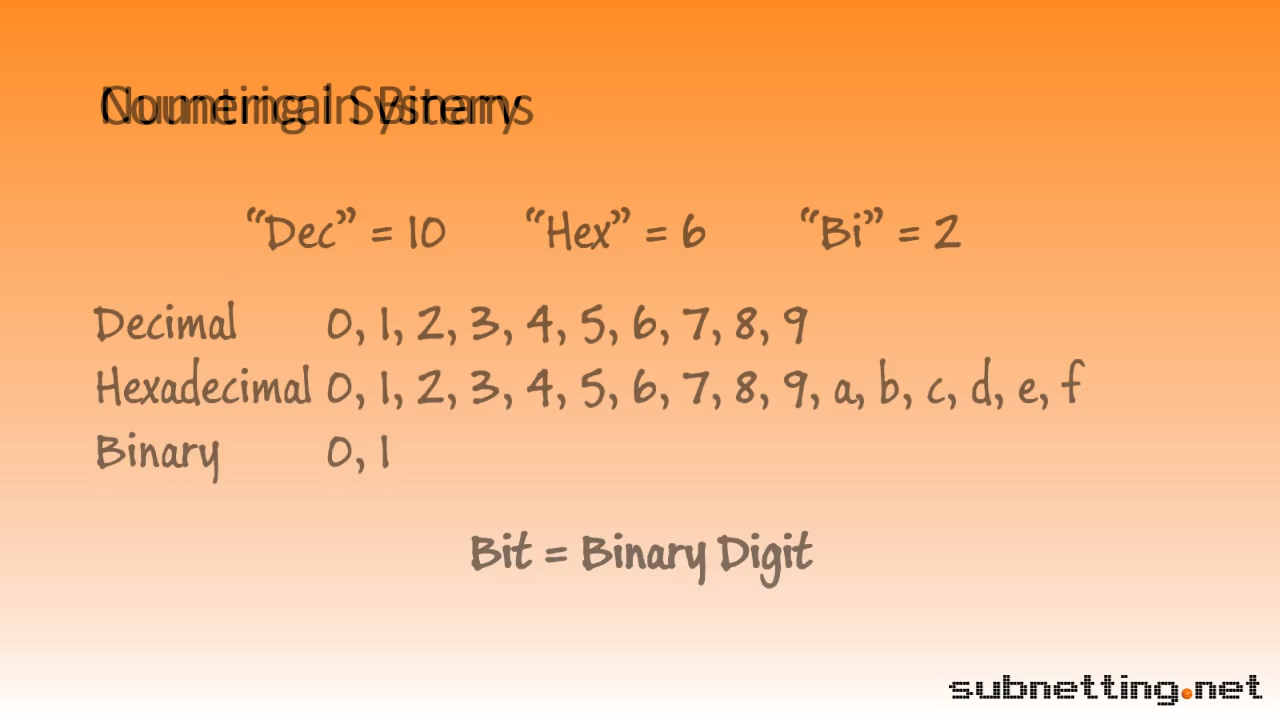 “Dec” = 10 “Hex” = 6 “Bi” = 2
Decimal 0, 1, 2, 3, 4, 5, 6, 7, 8, 9
Hexadecimal 0, 1, 2, 3, 4, 5, 6, 7, 8, 9, a, b, c, d, e, f
Binary 0, 1
Bit = Binary Digit
subnetting.net